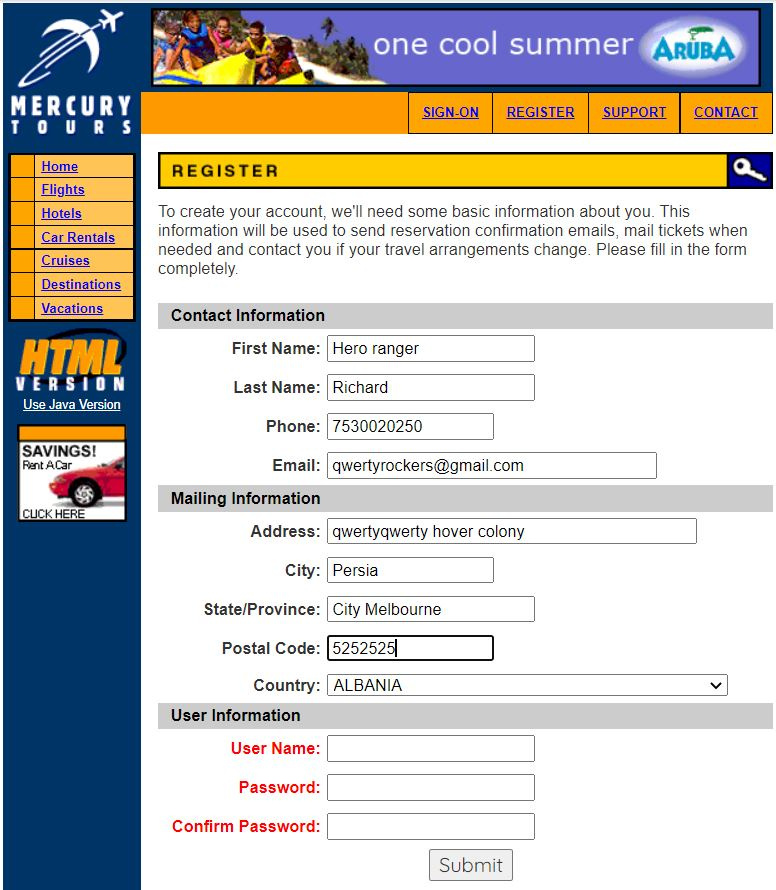 one cool summer ARUBA
MERCURY
TOURS
SIGN-ON REGISTER SUPPORT CONTACT
Home
Flights
Hotels
Car Rentals
Cruises
Destinations
Vacations
HTML
VERSION
Use Java Version
SAVINGS!
Rent A Car
CLICK HERE
REGISTER
To create your account, we'll need some basic information about you. This
information will be used to send reservation confirmation emails, mail tickets when
needed and contact you if your travel arrangements change. Please fill in the form
completely.
Contact Information
First Name: Hero ranger
Last Name: Richard
Phone: 7530020250
Email: qwertyrockers@gmail.com
Mailing Information
Address: qwertyqwerty hover colony
City: Persia
State/Province: City Melbourne
Postal Code: 5252525
Country: ALBANIA
User Information
User Name:
Password:
Confirm Password:
Submit